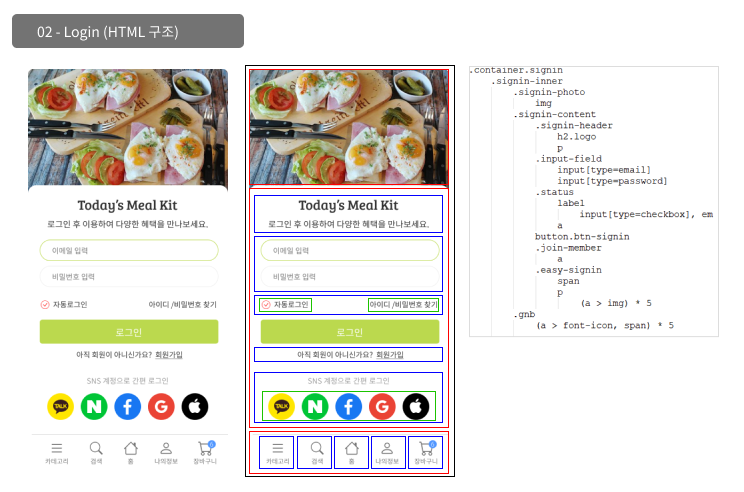 02 - Login (HTML 구조)
Today's Meal Kit
로그인 후 이용하여 다양한 혜택을 만나보세요.
이메일 입력
비밀번호 입력
자동로그인 아이디 /비밀번호 찾기
로그인
아직 회원이 아니신가요? 회원가입
SNS 계정으로 간편 로그인
TALK N f G
카테고리 검색 홈 나의정보 장바구니
Today's Meal Kit
로그인 후 이용하여 다양한 혜택을 만나보세요.
이메일 입력
비밀번호 입력
자동로그인 아이디 /비밀번호 찾기
로그인
아직 회원이 아니신가요? 회원가입
SNS 계정으로 간편 로그인
TALK N f G
카테고리 검색 홈 나의정보 장바구니
.container.signin
.signin-inner
.signin-photo
img
.signin-content
.signin-header
h2.logo
p
.input-field
input[type=email]
input[type=password]
.status
label
input[type=checkbox], em
a
button.btn-signin
.join-member
a
.easy-signin
span
p
(a > img) * 5
.gnb
(a > font-icon, span) * 5